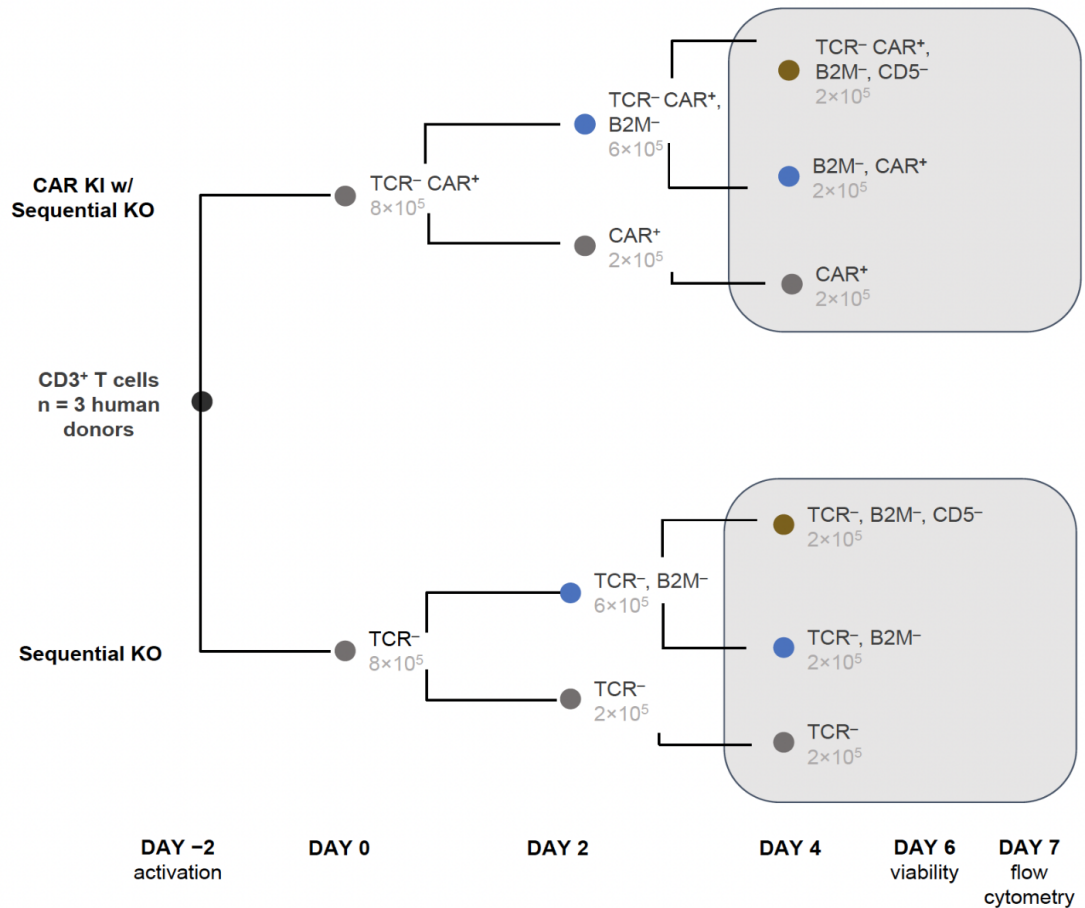 TCR⁻ CAR⁺,
B2M⁻, CD5⁻
2×10⁵
TCR⁻ CAR⁺,
B2M⁻
6×10⁵
B2M⁻, CAR⁺
2×10⁵
CAR KI w/
Sequential KO
TCR⁻ CAR⁺
8×10⁵
CAR⁺
2×10⁵
CAR⁺
2×10⁵
CD3⁺ T cells
n = 3 human
donors
TCR⁻, B2M⁻, CD5⁻
2×10⁵
TCR⁻, B2M⁻
6×10⁵
Sequential KO
TCR⁻
8×10⁵
TCR⁻, B2M⁻
2×10⁵
TCR⁻
2×10⁵
TCR⁻
2×10⁵
DAY −2
activation
DAY 0
DAY 2
DAY 4
DAY 6
viability
DAY 7
flow
cytometry